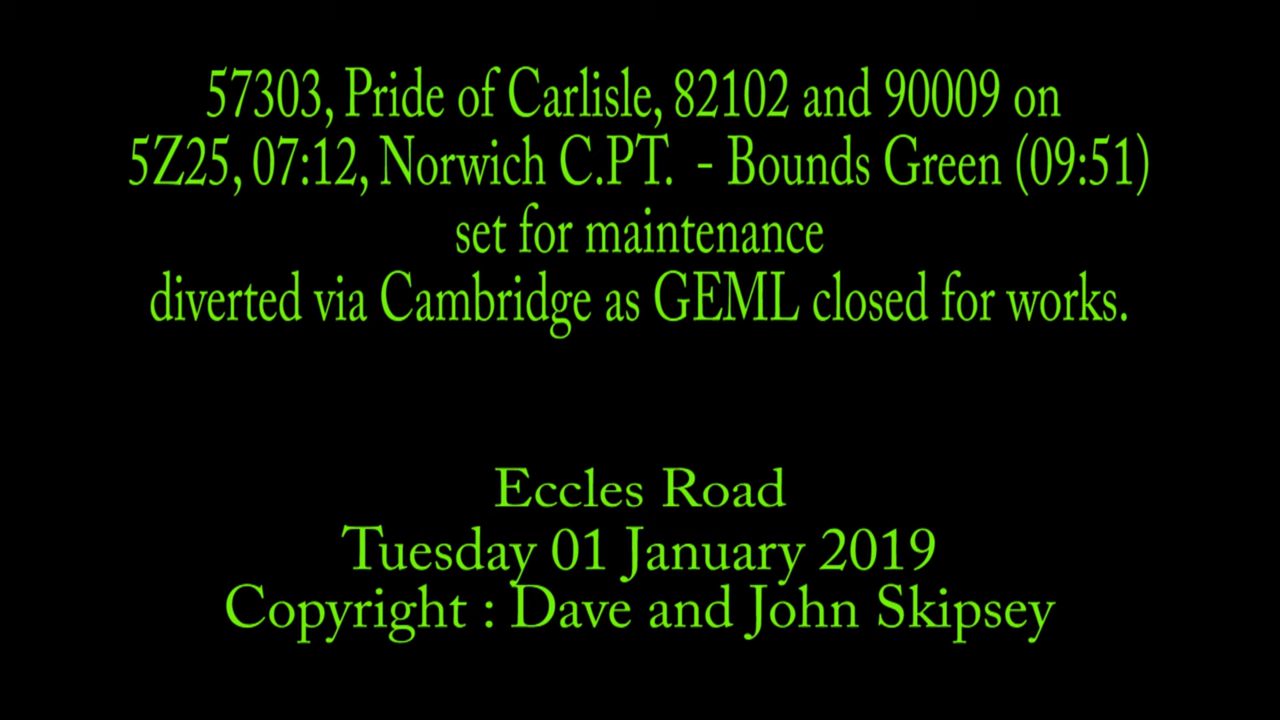 57303, Pride of Carlisle, 82102 and 90009 on
5Z25, 07:12, Norwich C.PT. - Bounds Green (09:51)
set for maintenance
diverted via Cambridge as GEML closed for works.
Eccles Road
Tuesday 01 January 2019
Copyright : Dave and John Skipsey